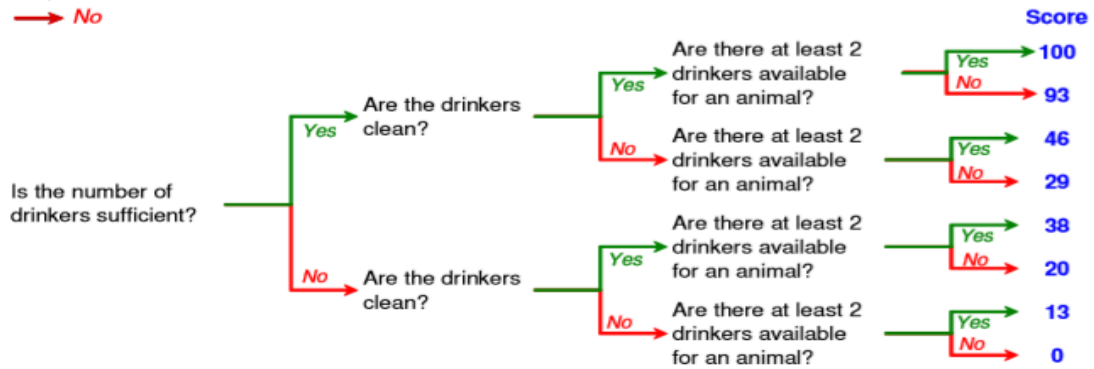 No
Score
Are there at least 2
drinkers available
for an animal?
Yes
100
No
93
Are the drinkers
clean?
Yes
Yes
No
Are there at least 2
drinkers available
for an animal?
Yes
46
No
29
Is the number of
drinkers sufficient?
No
Are the drinkers
clean?
Yes
Are there at least 2
drinkers available
for an animal?
Yes
38
No
20
No
Are there at least 2
drinkers available
for an animal?
Yes
13
No
0